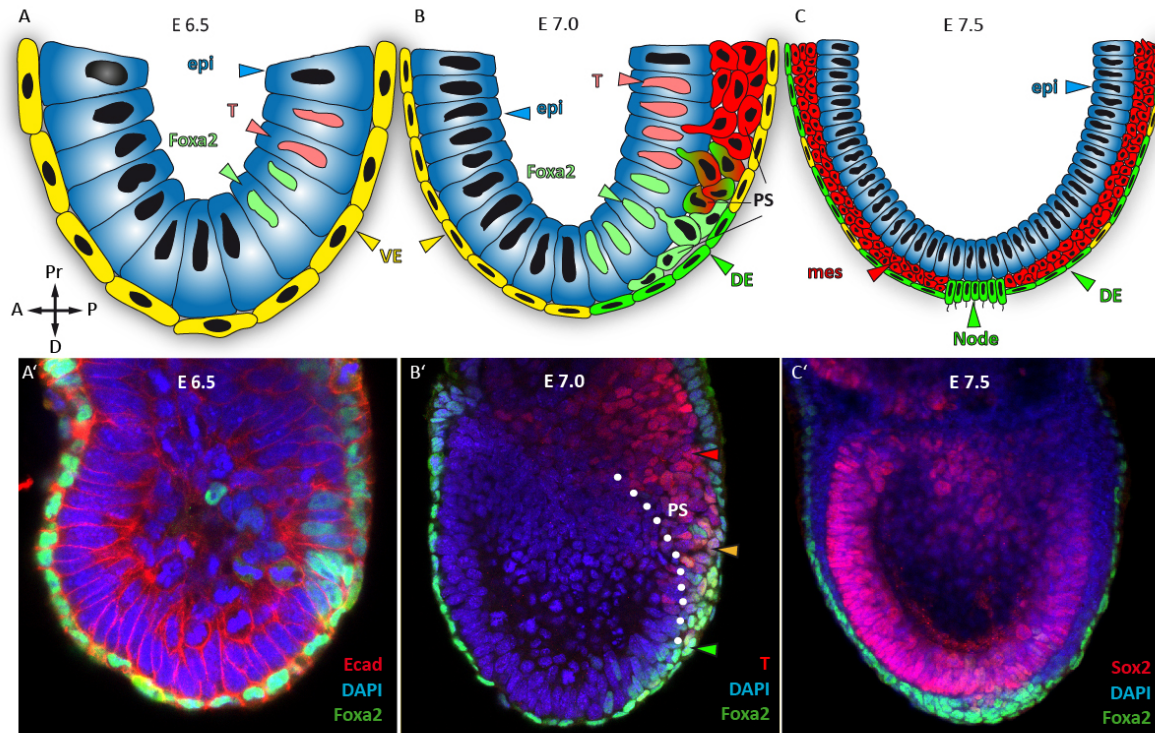 A
E 6.5
epi
T
Foxa2
VE
Pr
A
P
D
B
E 7.0
T
epi
Foxa2
PS
DE
C
E 7.5
epi
mes
DE
Node
A‘
E 6.5
Ecad
DAPI
Foxa2
B‘
E 7.0
PS
T
DAPI
Foxa2
C‘
E 7.5
Sox2
DAPI
Foxa2